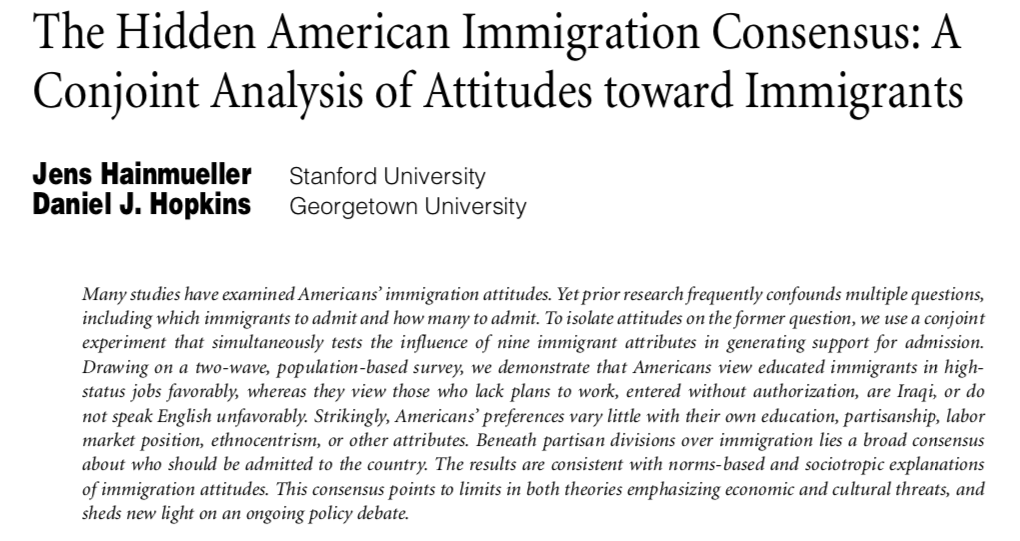 The Hidden American Immigration Consensus: A
Conjoint Analysis of Attitudes toward Immigrants
Jens Hainmueller Stanford University
Daniel J. Hopkins Georgetown University
Many studies have examined Americans’ immigration attitudes. Yet prior research frequently confounds multiple questions,
including which immigrants to admit and how many to admit. To isolate attitudes on the former question, we use a conjoint
experiment that simultaneously tests the influence of nine immigrant attributes in generating support for admission.
Drawing on a two-wave, population-based survey, we demonstrate that Americans view educated immigrants in high-
status jobs favorably, whereas they view those who lack plans to work, entered without authorization, are Iraqi, or do
not speak English unfavorably. Strikingly, Americans’ preferences vary little with their own education, partisanship, labor
market position, ethnocentrism, or other attributes. Beneath partisan divisions over immigration lies a broad consensus
about who should be admitted to the country. The results are consistent with norms-based and sociotropic explanations
of immigration attitudes. This consensus points to limits in both theories emphasizing economic and cultural threats, and
sheds new light on an ongoing policy debate.